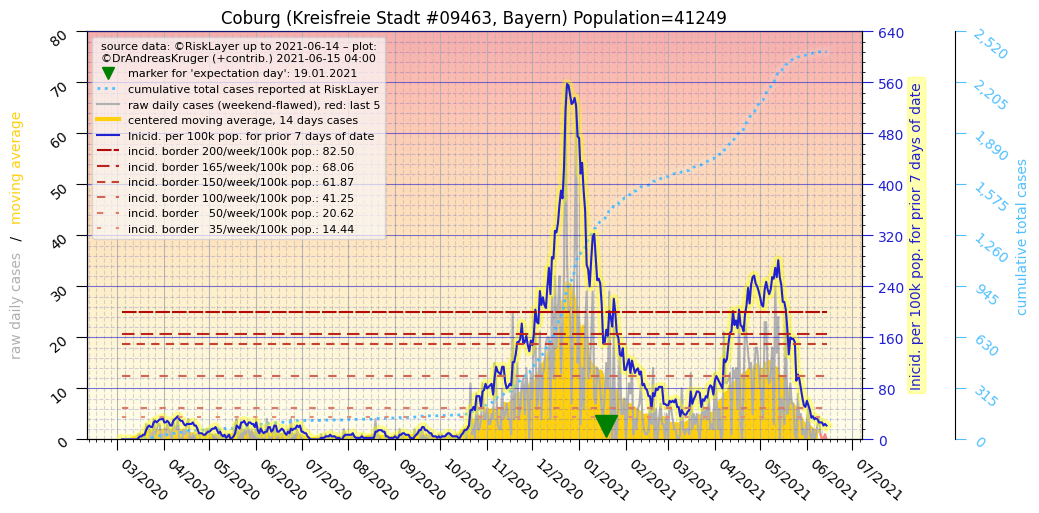 Coburg (Kreisfreie Stadt #09463, Bayern) Population=41249
source data: ©RiskLayer up to 2021-06-14 – plot:
©DrAndreasKruger (+contrib.) 2021-06-15 04:00
marker for 'expectation day': 19.01.2021
cumulative total cases reported at RiskLayer
raw daily cases (weekend-flawed), red: last 5
centered moving average, 14 days cases
Inicid. per 100k pop. for prior 7 days of date
incid. border 200/week/100k pop.: 82.50
incid. border 165/week/100k pop.: 68.06
incid. border 150/week/100k pop.: 61.87
incid. border 100/week/100k pop.: 41.25
incid. border 50/week/100k pop.: 20.62
incid. border 35/week/100k pop.: 14.44
raw daily cases / moving average
80
70
60
50
40
30
20
10
0
640
560
480
400
320
240
160
80
0
Inicid. per 100k pop. for prior 7 days of date
2,520
2,205
1,890
1,575
1,260
945
630
315
0
cumulative total cases
03/2020
04/2020
05/2020
06/2020
07/2020
08/2020
09/2020
10/2020
11/2020
12/2020
01/2021
02/2021
03/2021
04/2021
05/2021
06/2021
07/2021